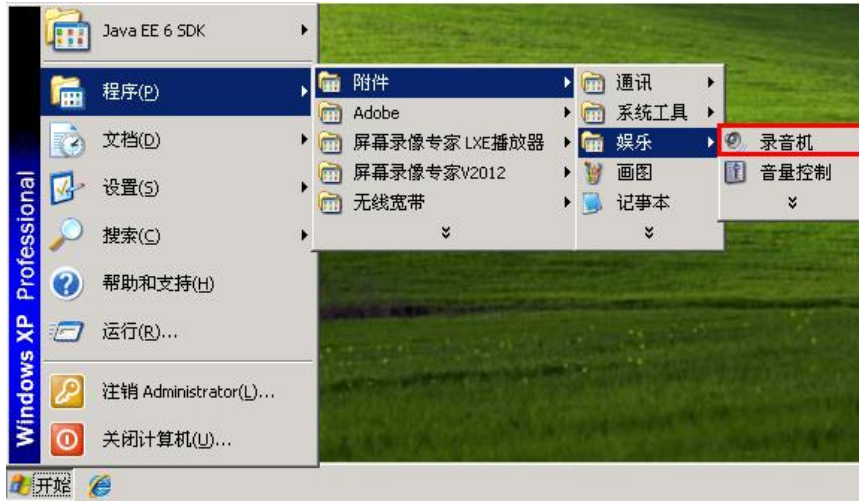 Java EE 6 SDK
程序(P)
文档(D)
设置(S)
搜索(C)
帮助和支持(H)
运行(R)...
注销 Administrator(L)...
关闭计算机(U)...
Windows XP Professional
附件
Adobe
屏幕录像专家 LXE播放器
屏幕录像专家V2012
无线宽带
通讯
系统工具
娱乐
画图
记事本
录音机
音量控制
开始